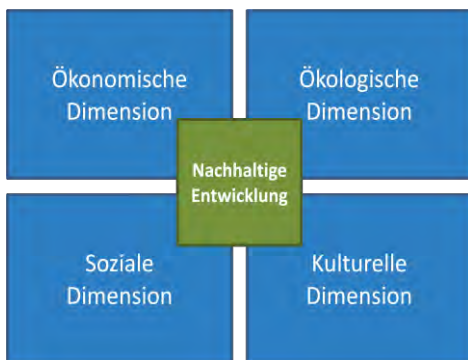 Ökonomische
Dimension
Ökologische
Dimension
Nachhaltige
Entwicklung
Soziale
Dimension
Kulturelle
Dimension